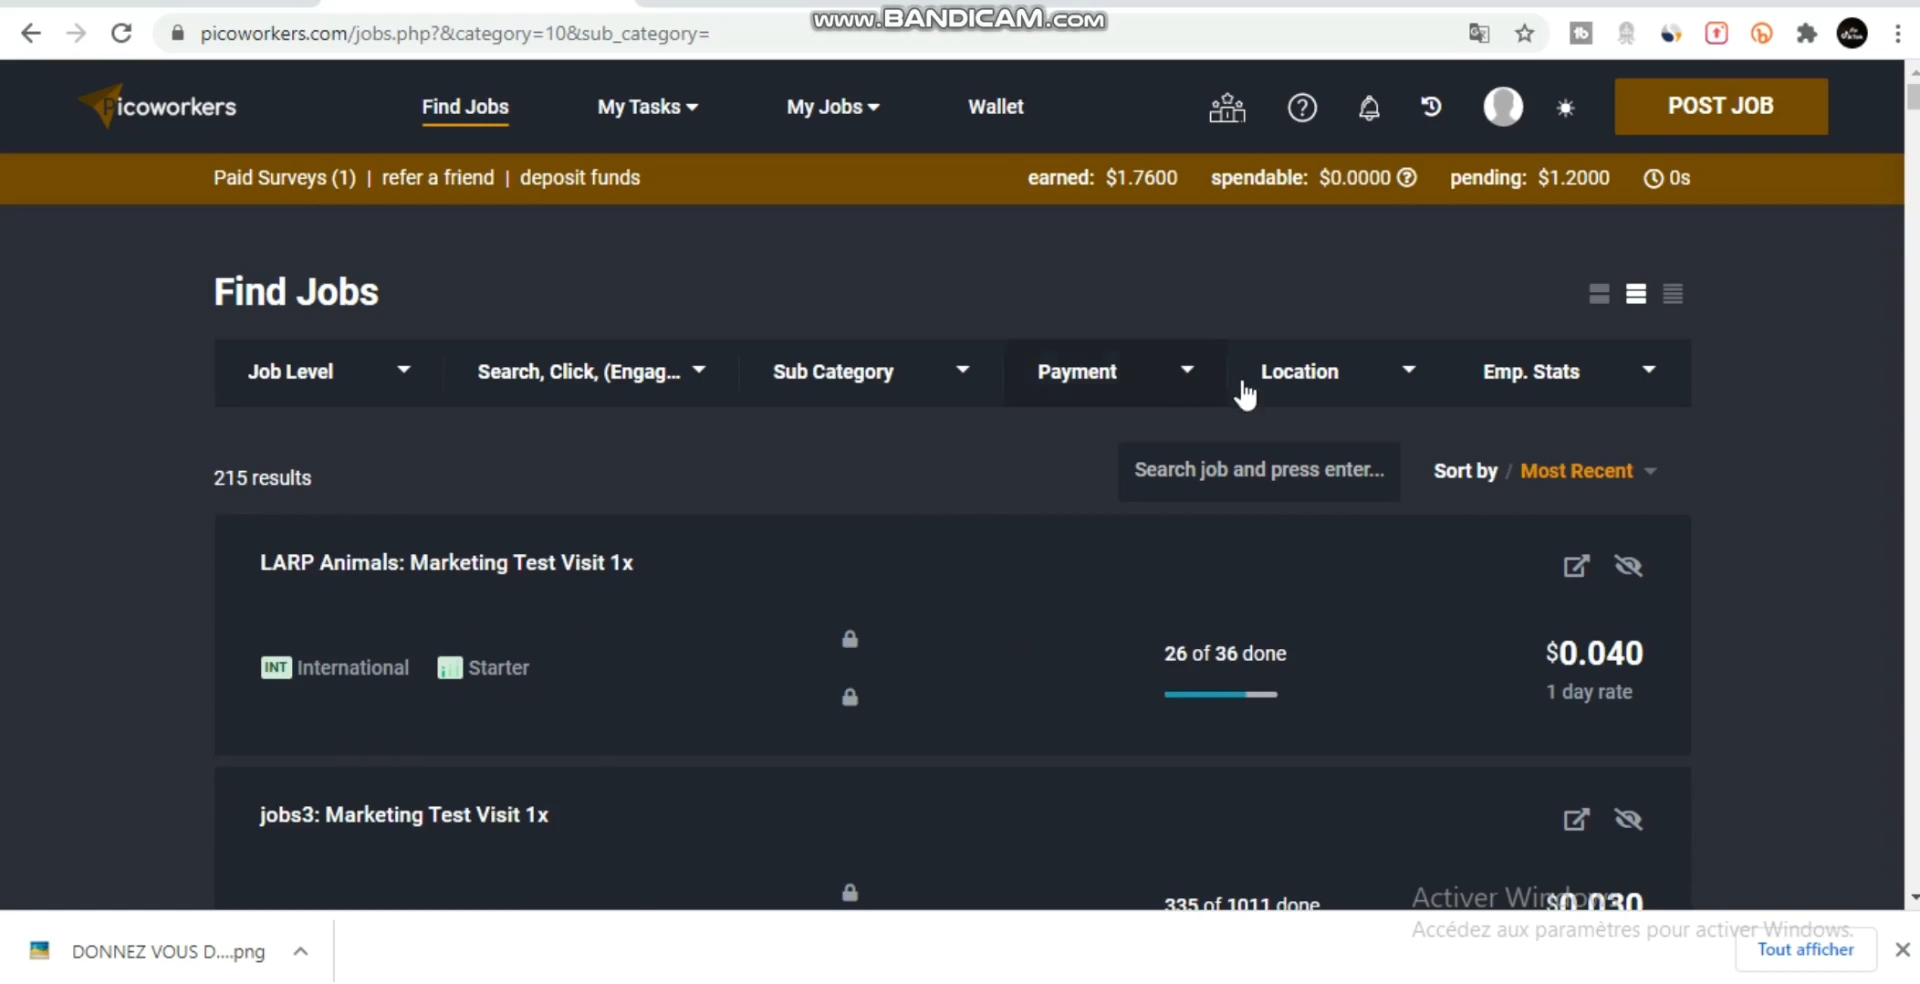 www.BANDICAM.com
picoworkers.com/jobs.php?&category=10&sub_category=
Picoworkers
Find Jobs
My Tasks
My Jobs
Wallet
POST JOB
Paid Surveys (1) | refer a friend | deposit funds
earned: $1.7600 spendable: $0.0000 pending: $1.2000 0s
Find Jobs
Job Level
Search, Click, (Engag...
Sub Category
Payment
Location
Emp. Stats
215 results
Search job and press enter...
Sort by / Most Recent
LARP Animals: Marketing Test Visit 1x
INT International
Starter
26 of 36 done
$0.040
1 day rate
jobs3: Marketing Test Visit 1x
335 of 1011 done
$0.030
Activer Windows
Accédez aux paramètres pour activer Windows.
DONNEZ VOUS D....png
Tout afficher